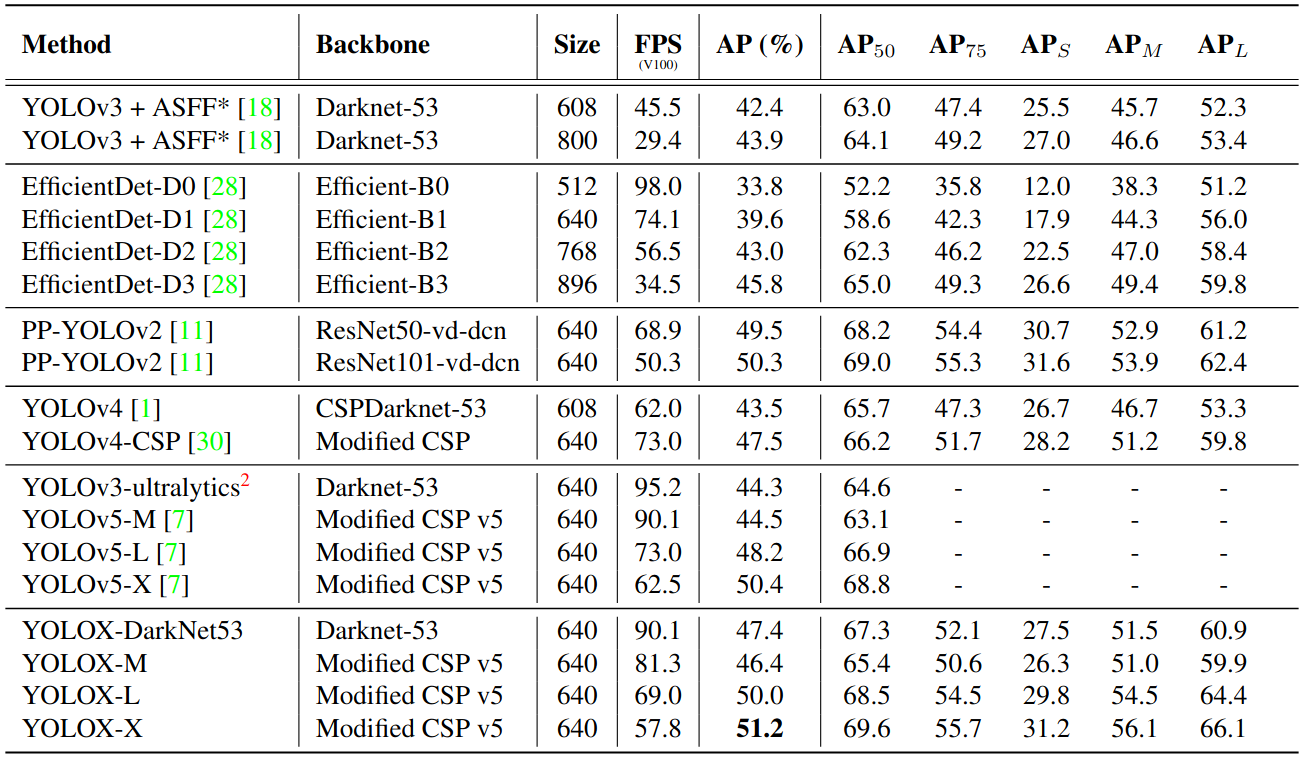 Method Backbone Size FPS (V100) AP (%) AP50 AP75 APS APM APL
YOLOv3 + ASFF* [18] Darknet-53 608 45.5 42.4 63.0 47.4 25.5 45.7 52.3
YOLOv3 + ASFF* [18] Darknet-53 800 29.4 43.9 64.1 49.2 27.0 46.6 53.4
EfficientDet-D0 [28] Efficient-B0 512 98.0 33.8 52.2 35.8 12.0 38.3 51.2
EfficientDet-D1 [28] Efficient-B1 640 74.1 39.6 58.6 42.3 17.9 44.3 56.0
EfficientDet-D2 [28] Efficient-B2 768 56.5 43.0 62.3 46.2 22.5 47.0 58.4
EfficientDet-D3 [28] Efficient-B3 896 34.5 45.8 65.0 49.3 26.6 49.4 59.8
PP-YOLOv2 [11] ResNet50-vd-dcn 640 68.9 49.5 68.2 54.4 30.7 52.9 61.2
PP-YOLOv2 [11] ResNet101-vd-dcn 640 50.3 50.3 69.0 55.3 31.6 53.9 62.4
YOLOv4 [1] CSPDarknet-53 608 62.0 43.5 65.7 47.3 26.7 46.7 53.3
YOLOv4-CSP [30] Modified CSP 640 73.0 47.5 66.2 51.7 28.2 51.2 59.8
YOLOv3-ultralytics2 Darknet-53 640 95.2 44.3 64.6 - - - -
YOLOv5-M [7] Modified CSP v5 640 90.1 44.5 63.1 - - - -
YOLOv5-L [7] Modified CSP v5 640 73.0 48.2 66.9 - - - -
YOLOv5-X [7] Modified CSP v5 640 62.5 50.4 68.8 - - - -
YOLOX-DarkNet53 Darknet-53 640 90.1 47.4 67.3 52.1 27.5 51.5 60.9
YOLOX-M Modified CSP v5 640 81.3 46.4 65.4 50.6 26.3 51.0 59.9
YOLOX-L Modified CSP v5 640 69.0 50.0 68.5 54.5 29.8 54.5 64.4
YOLOX-X Modified CSP v5 640 57.8 51.2 69.6 55.7 31.2 56.1 66.1